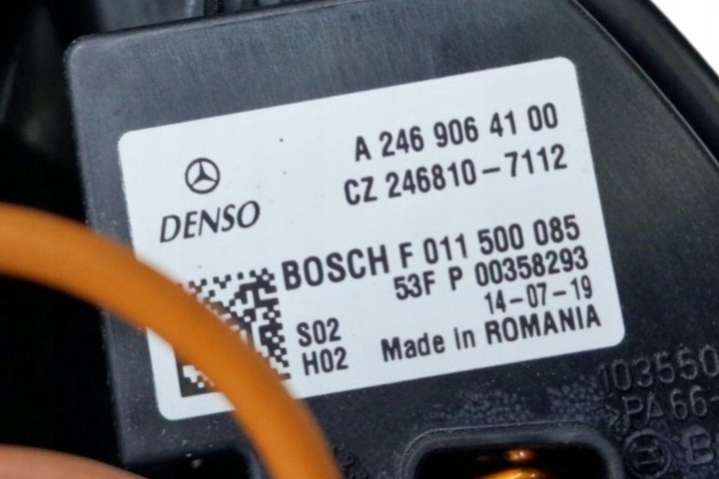 A 246 906 41 00
CZ 246810-7112
DENSO
BOSCH F 011 500 085
53F P 00358293
14-07-19
S02
H02
Made in ROMANIA
103550
>PA66-